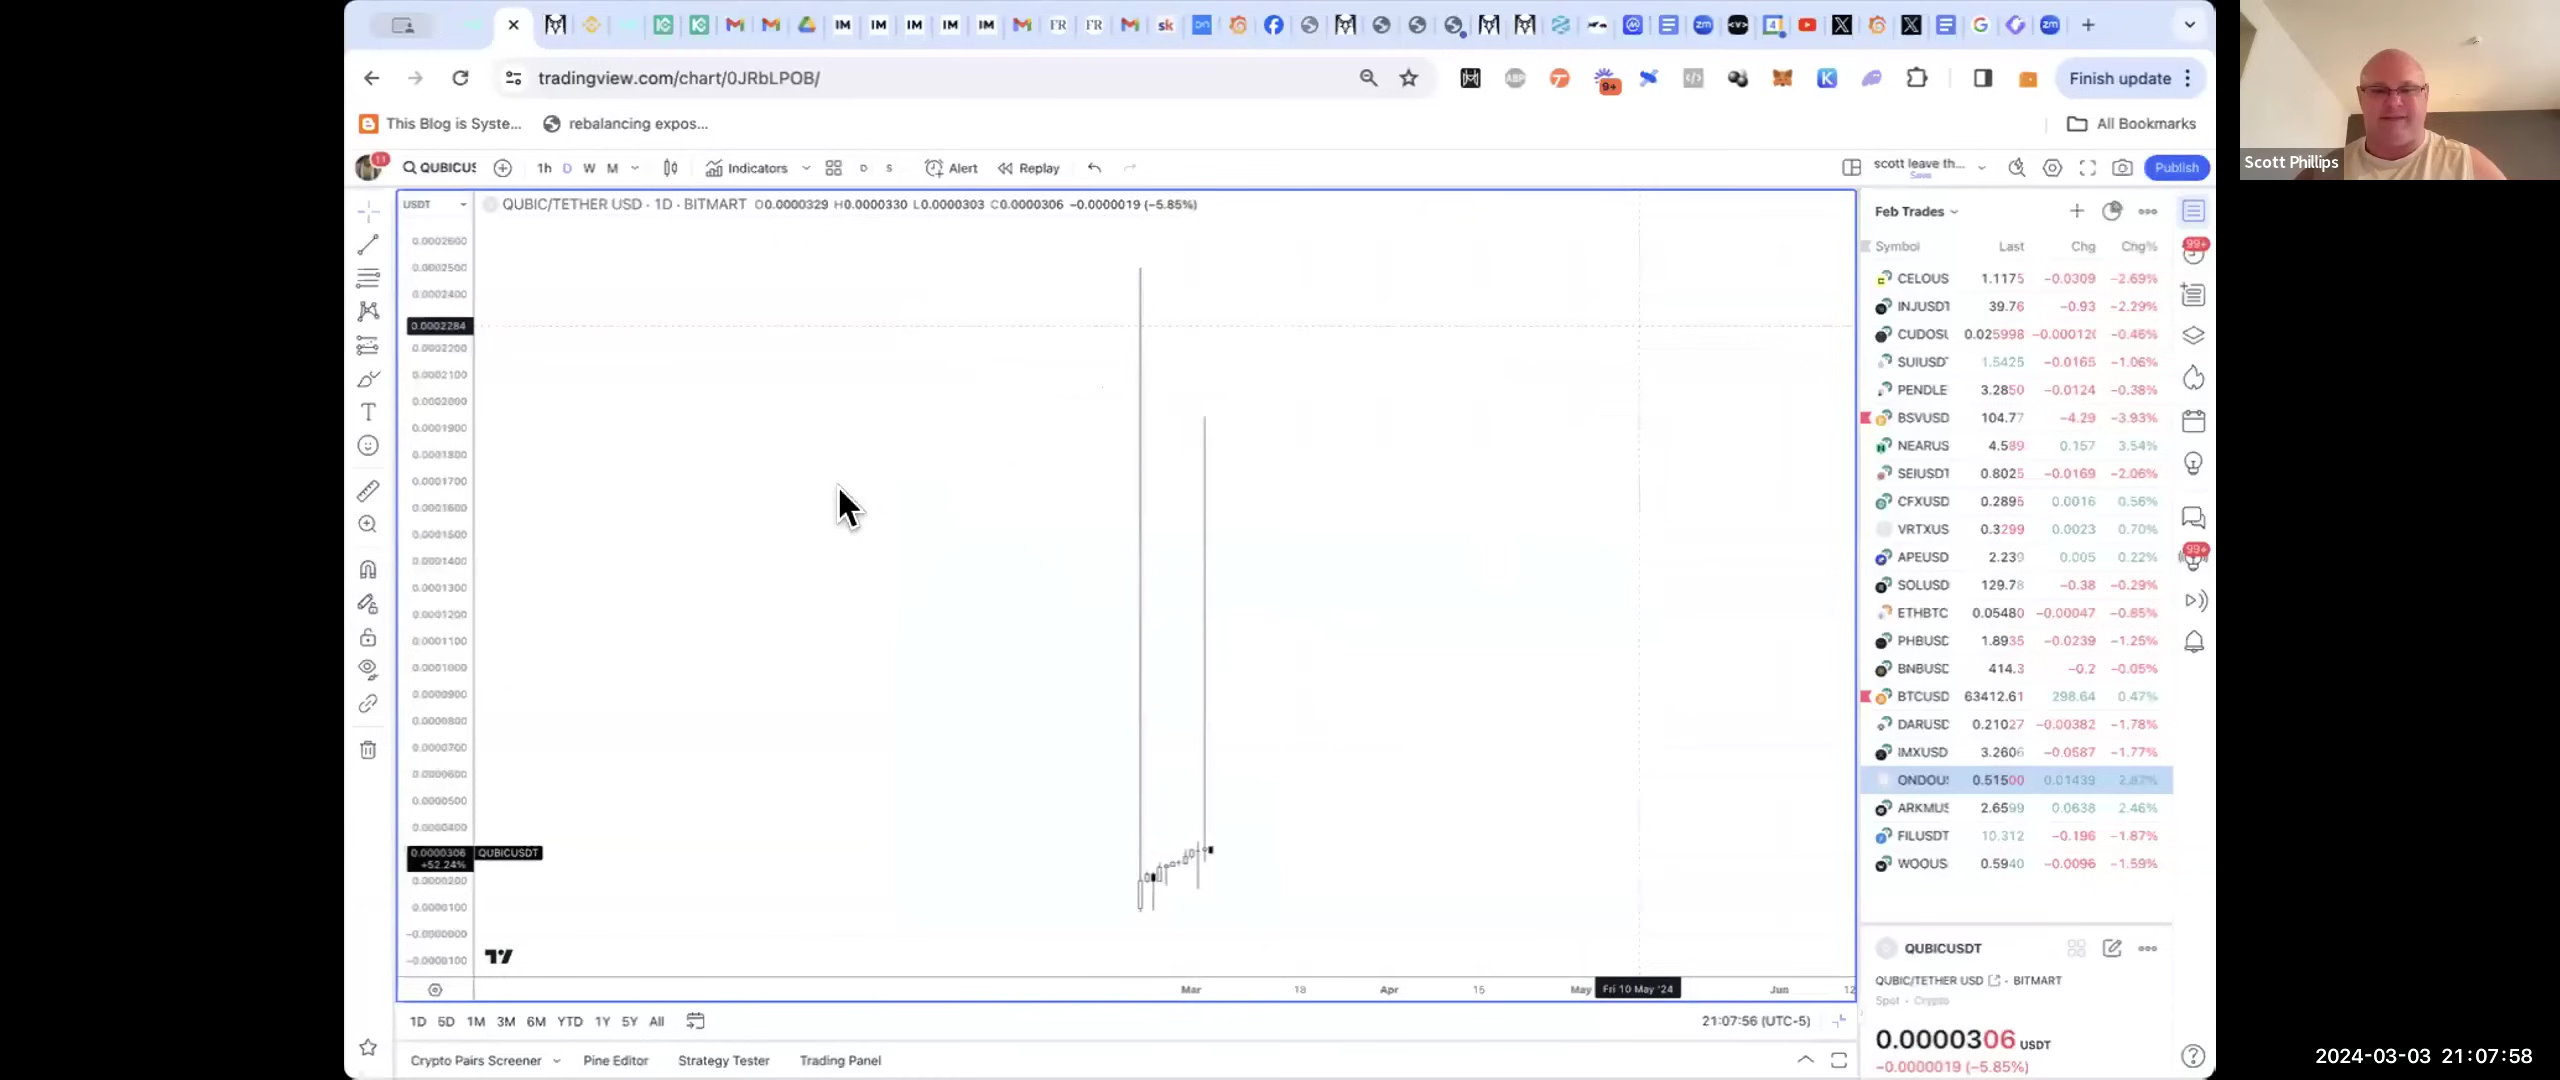 tradingview.com/chart/0JRbLPOB/
Finish update
This Blog is Syste...
rebalancing expos...
All Bookmarks
QUBICUS
1h D W M
Indicators
D S
Alert
Replay
scott leave th...
Save
Publish
Scott Phillips
USDT
QUBIC/TETHER USD · 1D · BITMART O0.0000329 H0.0000330 L0.0000303 C0.0000306 −0.0000019 (−5.85%)
0.0002600
0.0002500
0.0002400
0.0002284
0.0002200
0.0002100
0.0002000
0.0001900
0.0001800
0.0001700
0.0001600
0.0001500
0.0001400
0.0001300
0.0001200
0.0001100
0.0001000
0.0000900
0.0000800
0.0000700
0.0000600
0.0000500
0.0000400
0.0000306 QUBICUSDT
+52.24%
0.0000200
0.0000100
−0.0000000
−0.0000100
Mar 18 Apr 15 May Fri 10 May '24 Jun 12
1D 5D 1M 3M 6M YTD 1Y 5Y All
21:07:56 (UTC-5)
Crypto Pairs Screener Pine Editor Strategy Tester Trading Panel
Feb Trades
Symbol Last Chg Chg%
CELOUS 1.1175 −0.0309 −2.69%
INJUSDT 39.76 −0.93 −2.29%
CUDOSU 0.025998 −0.000120 −0.46%
SUIUSDT 1.5425 −0.0165 −1.06%
PENDLE 3.2850 −0.0124 −0.38%
BSVUSD 104.77 −4.29 −3.93%
NEARUS 4.589 0.157 3.54%
SEIUSDT 0.8025 −0.0169 −2.06%
CFXUSD 0.2895 0.0016 0.56%
VRTXUS 0.3299 0.0023 0.70%
APEUSD 2.239 0.005 0.22%
SOLUSD 129.78 −0.38 −0.29%
ETHBTC 0.05480 −0.00047 −0.85%
PHBUSD 1.8935 −0.0239 −1.25%
BNBUSD 414.3 −0.2 −0.05%
BTCUSD 63412.61 298.64 0.47%
DARUSD 0.21027 −0.00382 −1.78%
IMXUSD 3.2606 −0.0587 −1.77%
ONDOUS 0.51500 0.01439 2.87%
ARKMUS 2.6599 0.0638 2.46%
FILUSDT 10.312 −0.196 −1.87%
WOOUS 0.5940 −0.0096 −1.59%
QUBICUSDT
QUBIC/TETHER USD · BITMART
Spot · Crypto
0.0000306 USDT
−0.0000019 (−5.85%)
2024-03-03 21:07:58